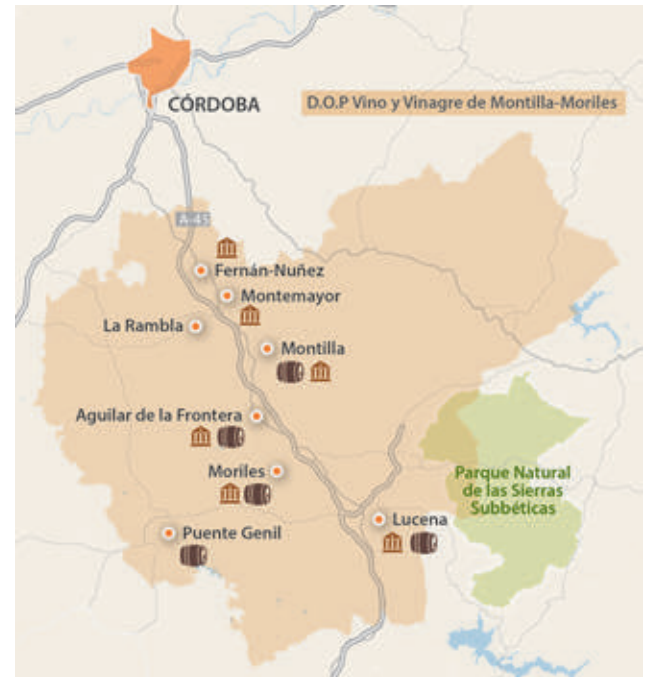 CÓRDOBA
D.O.P Vino y Vinagre de Montilla-Moriles
A-45
Fernán-Nuñez
Montemayor
La Rambla
Montilla
Aguilar de la Frontera
Moriles
Parque Natural
de las Sierras
Subbéticas
Lucena
Puente Genil